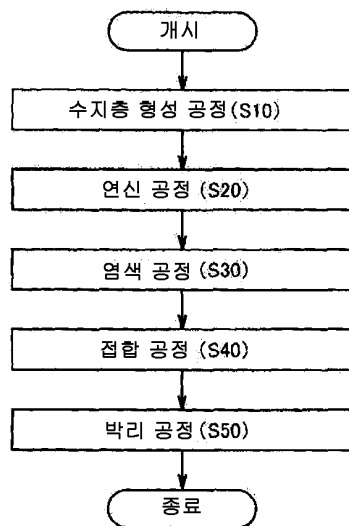 개시
수지층 형성 공정(S10)
연신 공정(S20)
염색 공정(S30)
접합 공정(S40)
박리 공정(S50)
종료